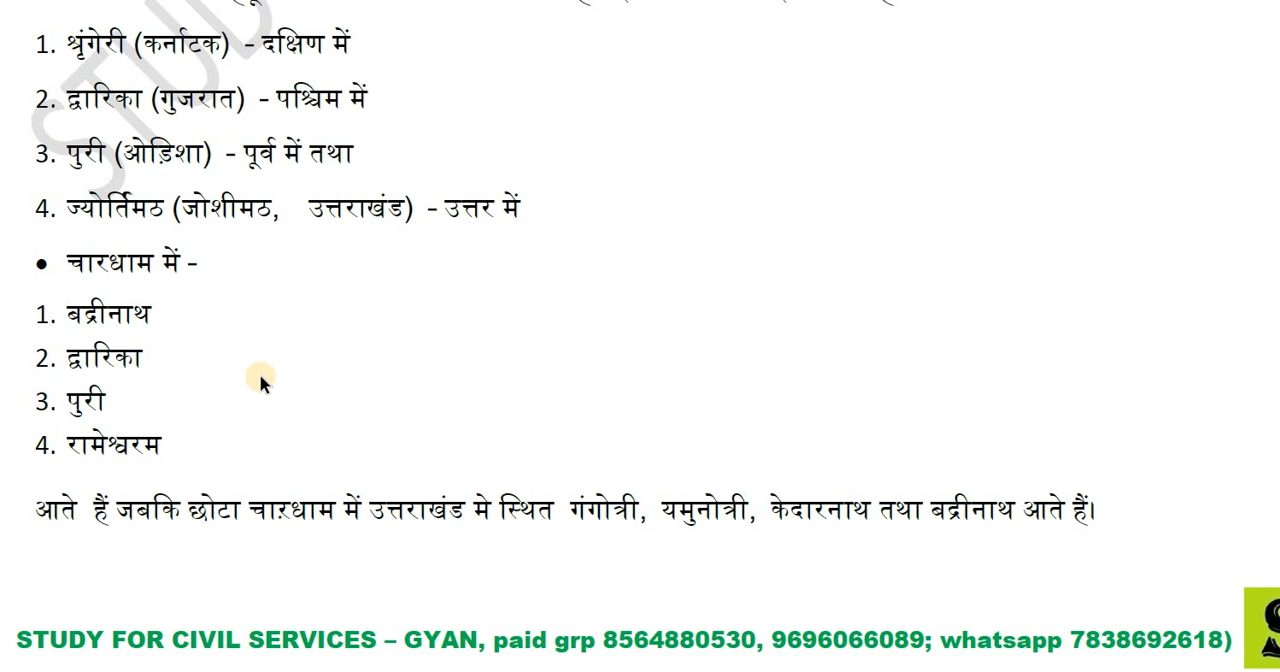 1. श्रृंगेरी (कर्नाटक) - दक्षिण में
2. द्वारिका (गुजरात) - पश्चिम में
3. पुरी (ओड़िशा) - पूर्व में तथा
4. ज्योर्तिमठ (जोशीमठ, उत्तराखंड) - उत्तर में
• चारधाम में -
1. बद्रीनाथ
2. द्वारिका
3. पुरी
4. रामेश्वरम
आते हैं जबकि छोटा चाऱधाम में उत्तराखंड मे स्थित गंगोत्री, यमुनोत्री, केदारनाथ तथा बद्रीनाथ आते हैं।
STUDY FOR CIVIL SERVICES – GYAN, paid grp 8564880530, 9696066089; whatsapp 7838692618)